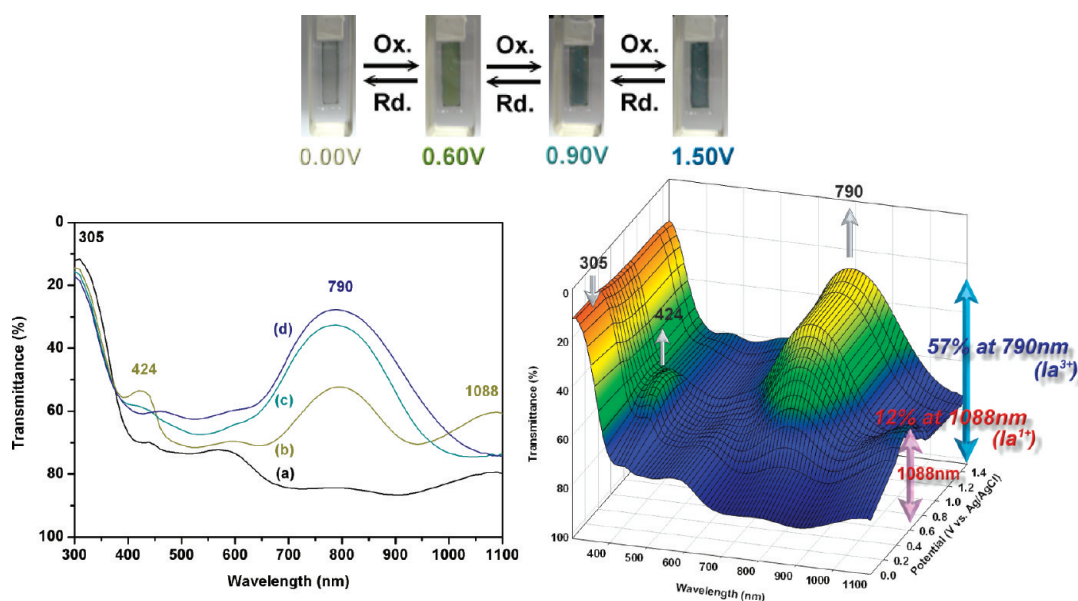 Ox. Ox. Ox.
Rd. Rd. Rd.
0.00V 0.60V 0.90V 1.50V
0
20
40
60
80
100
Transmittance (%)
305
424
790
1088
(d)
(c)
(b)
(a)
300 400 500 600 700 800 900 1000 1100
Wavelength (nm)
790
305
424
0
20
40
60
80
100
Transmittance (%)
57% at 790nm
(Ia3+)
12% at 1088nm
(Ia1+)
1088nm
400 500 600 700 800 900 1000 1100
Wavelength (nm)
0.0 0.2 0.4 0.6 0.8 1.0 1.2 1.4
Potential (V vs. Ag/AgCl)